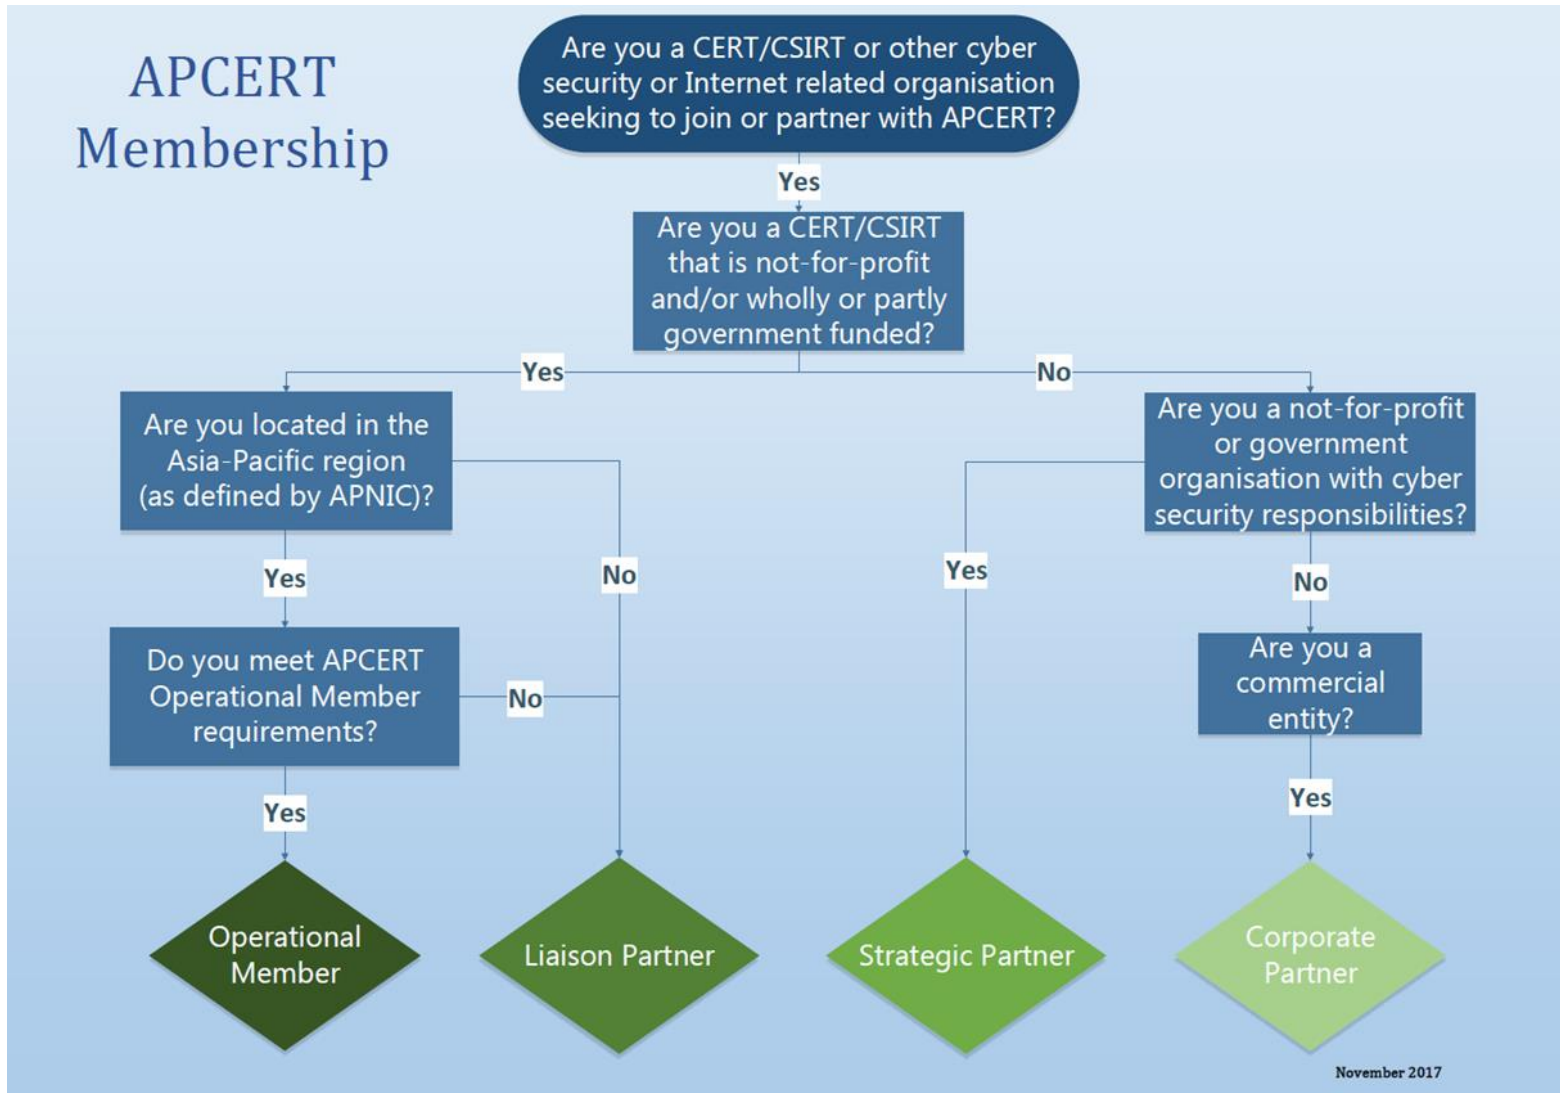 APCERT
Membership
Are you a CERT/CSIRT or other cyber
security or Internet related organisation
seeking to join or partner with APCERT?
Yes
Are you a CERT/CSIRT
that is not-for-profit
and/or wholly or partly
government funded?
Yes
No
Are you located in the
Asia-Pacific region
(as defined by APNIC)?
Are you a not-for-profit
or government
organisation with cyber
security responsibilities?
Yes
No
Yes
No
Do you meet APCERT
Operational Member
requirements?
No
Are you a
commercial
entity?
Yes
Yes
Operational
Member
Liaison Partner
Strategic Partner
Corporate
Partner
November 2017